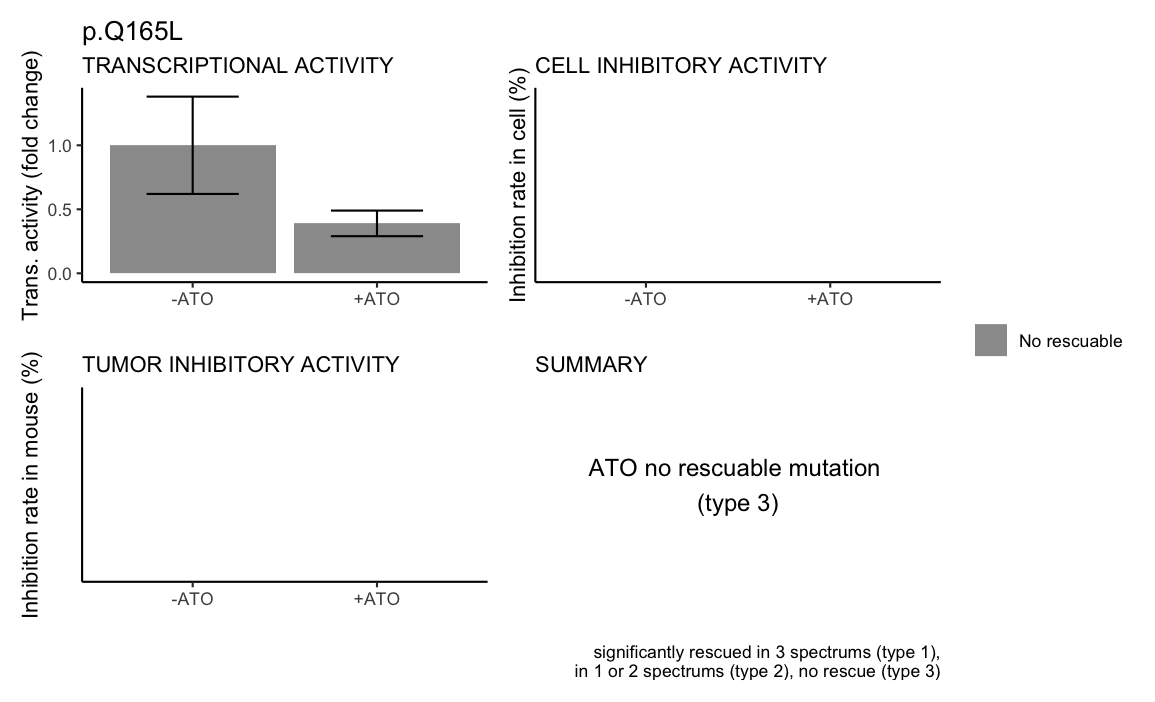 p.Q165L
TRANSCRIPTIONAL ACTIVITY
Trans. activity (fold change)
1.0
0.5
0.0
-ATO
+ATO
CELL INHIBITORY ACTIVITY
Inhibition rate in cell (%)
-ATO
+ATO
No rescuable
TUMOR INHIBITORY ACTIVITY
Inhibition rate in mouse (%)
-ATO
+ATO
SUMMARY
ATO no rescuable mutation
(type 3)
significantly rescued in 3 spectrums (type 1),
in 1 or 2 spectrums (type 2), no rescue (type 3)